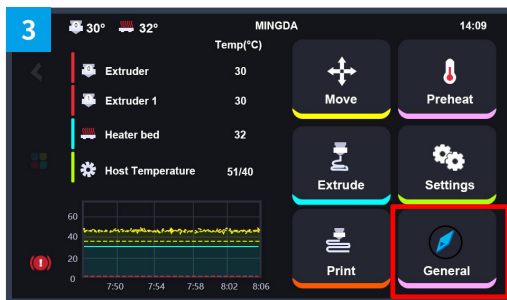 3
30° 32° MINGDA 14:09
Temp(°C)
Extruder 30
Extruder 1 30
Heater bed 32
Host Temperature 51/40
60
40
20
0
7:50 7:54 7:58 8:02 8:06
Move
Preheat
Extrude
Settings
Print
General